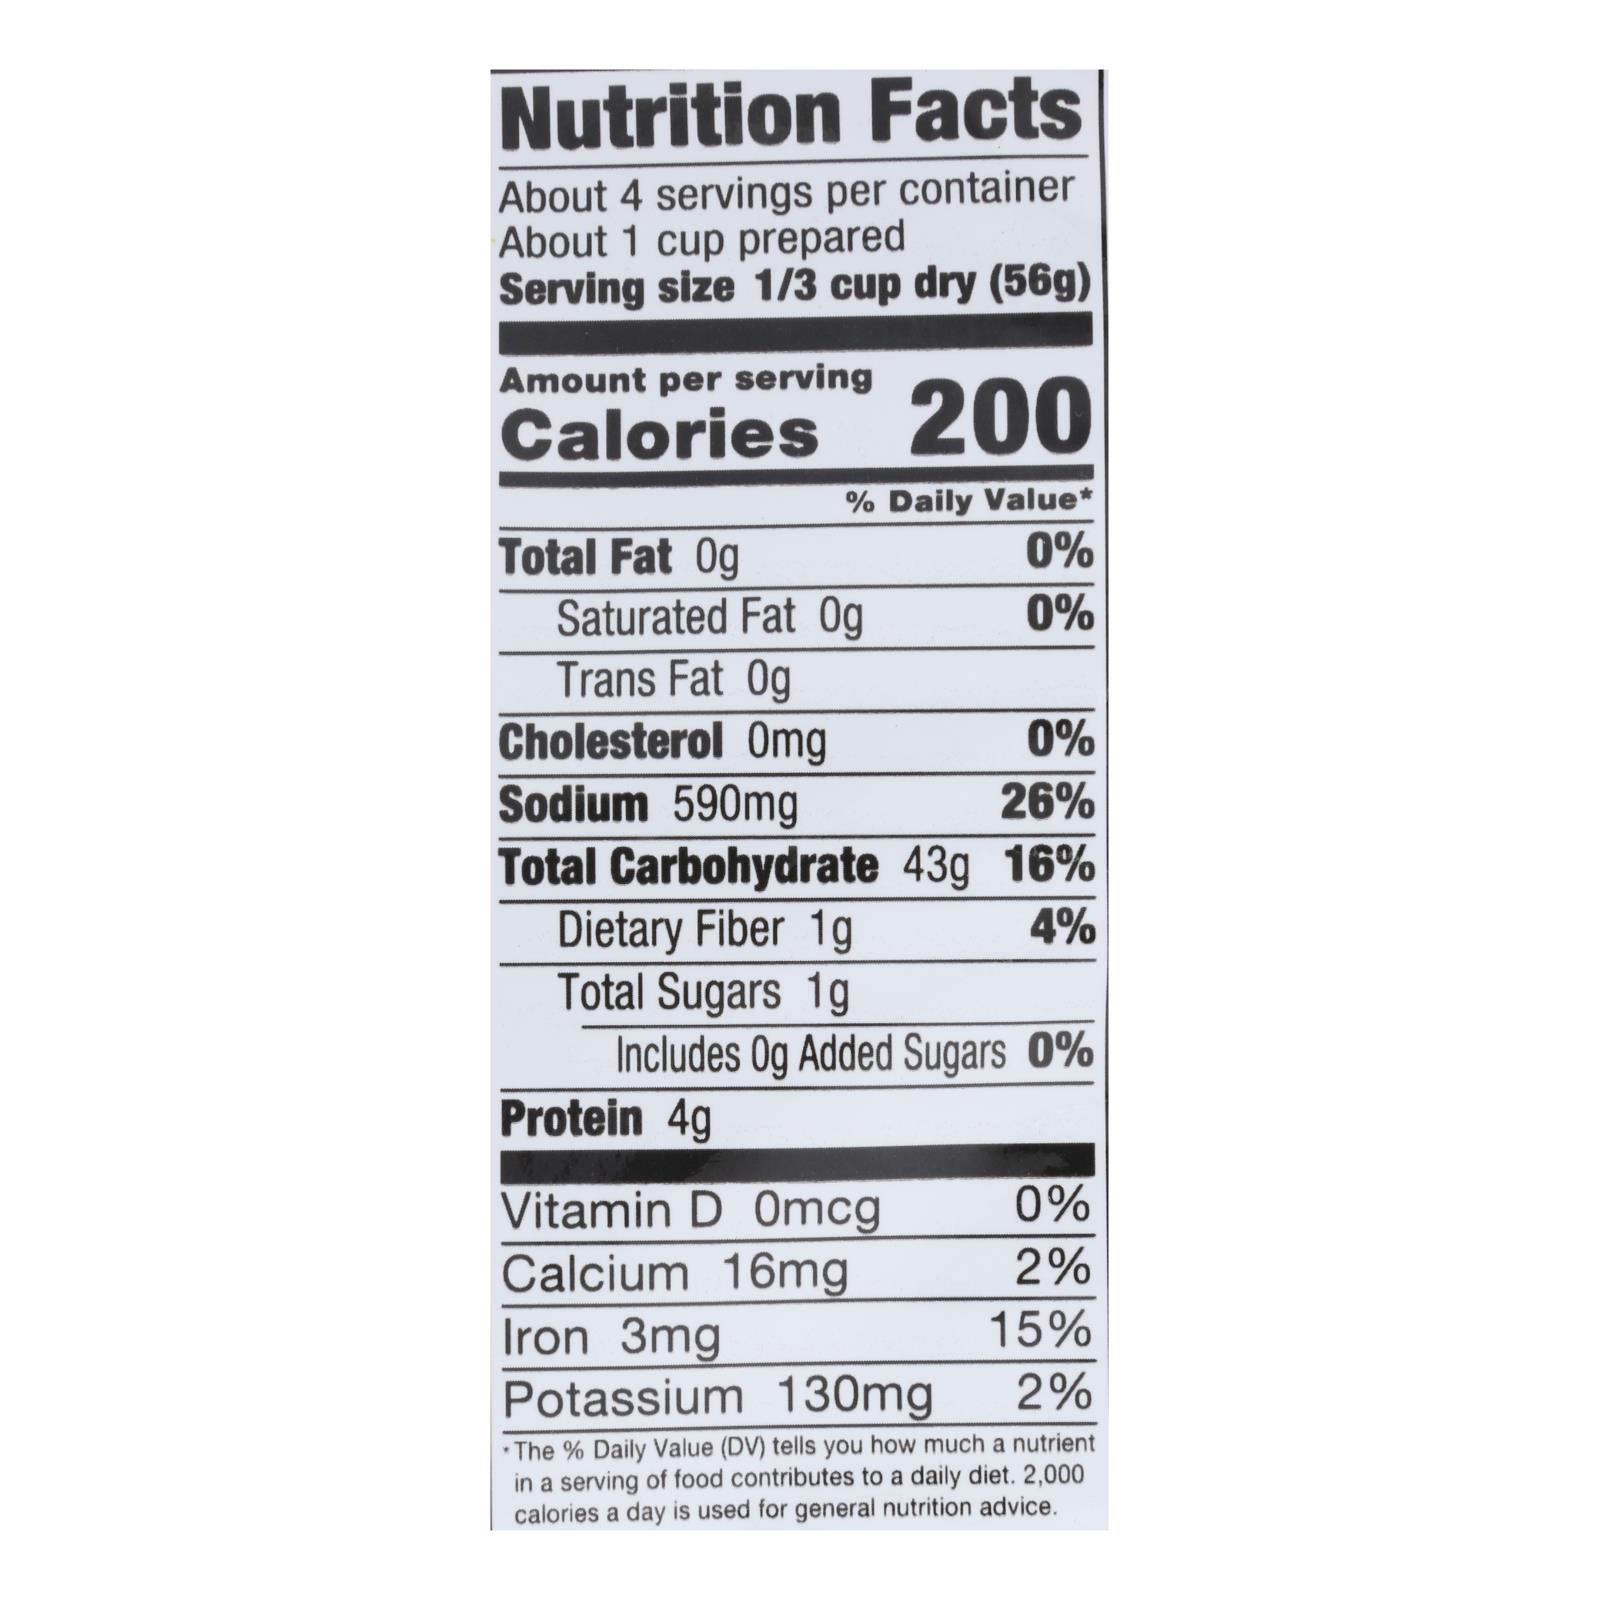 Nutrition Facts
About 4 servings per container
About 1 cup prepared
Serving size 1/3 cup dry (56g)
Amount per serving
Calories 200
% Daily Value*
Total Fat 0g 0%
Saturated Fat 0g 0%
Trans Fat 0g
Cholesterol 0mg 0%
Sodium 590mg 26%
Total Carbohydrate 43g 16%
Dietary Fiber 1g 4%
Total Sugars 1g
Includes 0g Added Sugars 0%
Protein 4g
Vitamin D 0mcg 0%
Calcium 16mg 2%
Iron 3mg 15%
Potassium 130mg 2%
*The % Daily Value (DV) tells you how much a nutrient
in a serving of food contributes to a daily diet. 2,000
calories a day is used for general nutrition advice.